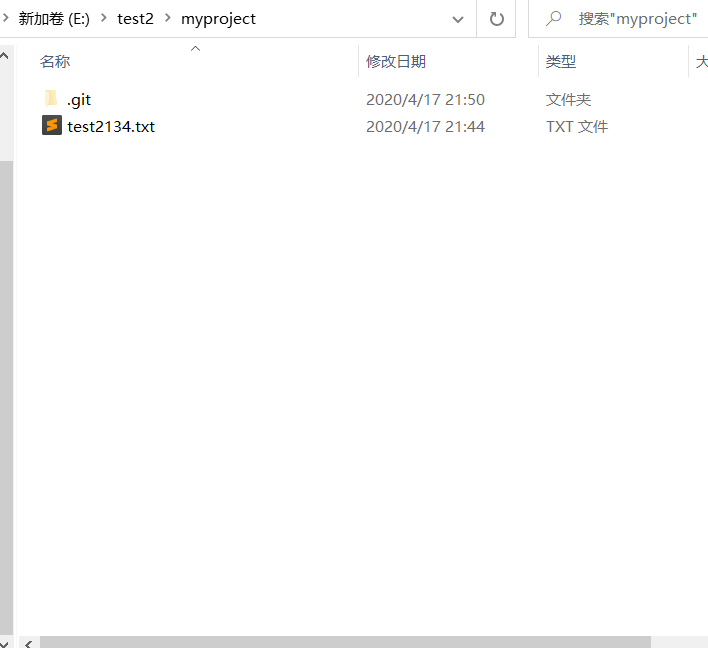 新加卷 (E:) > test2 > myproject 搜索"myproject"
名称 修改日期 类型
.git 2020/4/17 21:50 文件夹
test2134.txt 2020/4/17 21:44 TXT 文件